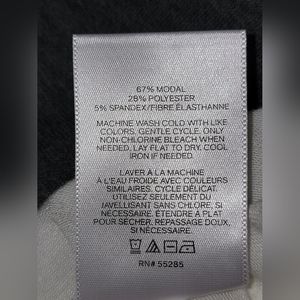 67% MODAL
28% POLYESTER
5% SPANDEX/FIBRE ÉLASTHANNE
MACHINE WASH COLD WITH LIKE
COLORS. GENTLE CYCLE. ONLY
NON-CHLORINE BLEACH WHEN
NEEDED. LAY FLAT TO DRY. COOL
IRON IF NEEDED.
LAVER À LA MACHINE
À L'EAU FROIDE AVEC COULEURS
SIMILAIRES. CYCLE DÉLICAT.
UTILISEZ SEULEMENT DU
JAVELLISANT SANS CHLORE, SI
NÉCESSAIRE. ÉTENDRE À PLAT
POUR SÉCHER. REPASSAGE DOUX,
SI NÉCESSAIRE.
RN# 55285